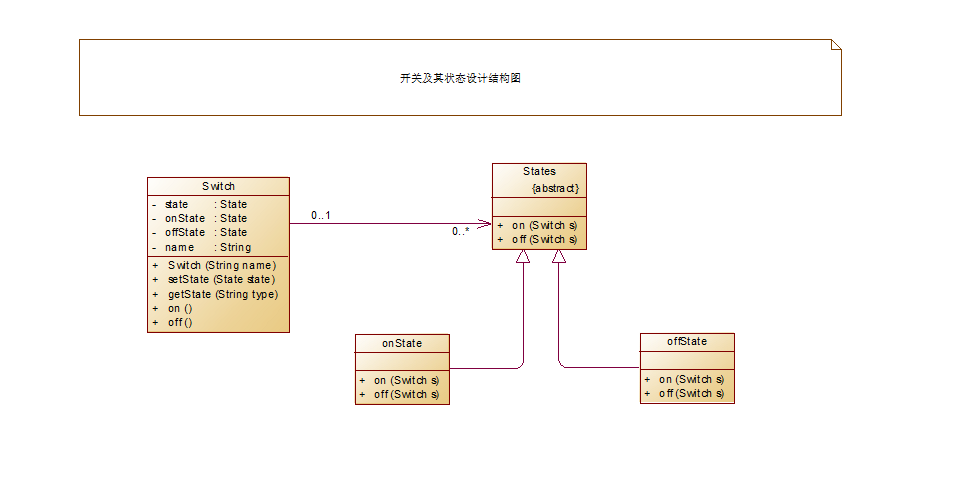 开关及其状态设计结构图
Switch
- state : State
- onState : State
- offState : State
- name : String
+ Switch (String name)
+ setState (State state)
+ getState (String type)
+ on ()
+ off ()
0..1
0..*
States
{abstract}
+ on (Switch s)
+ off (Switch s)
onState
+ on (Switch s)
+ off (Switch s)
offState
+ on (Switch s)
+ off (Switch s)